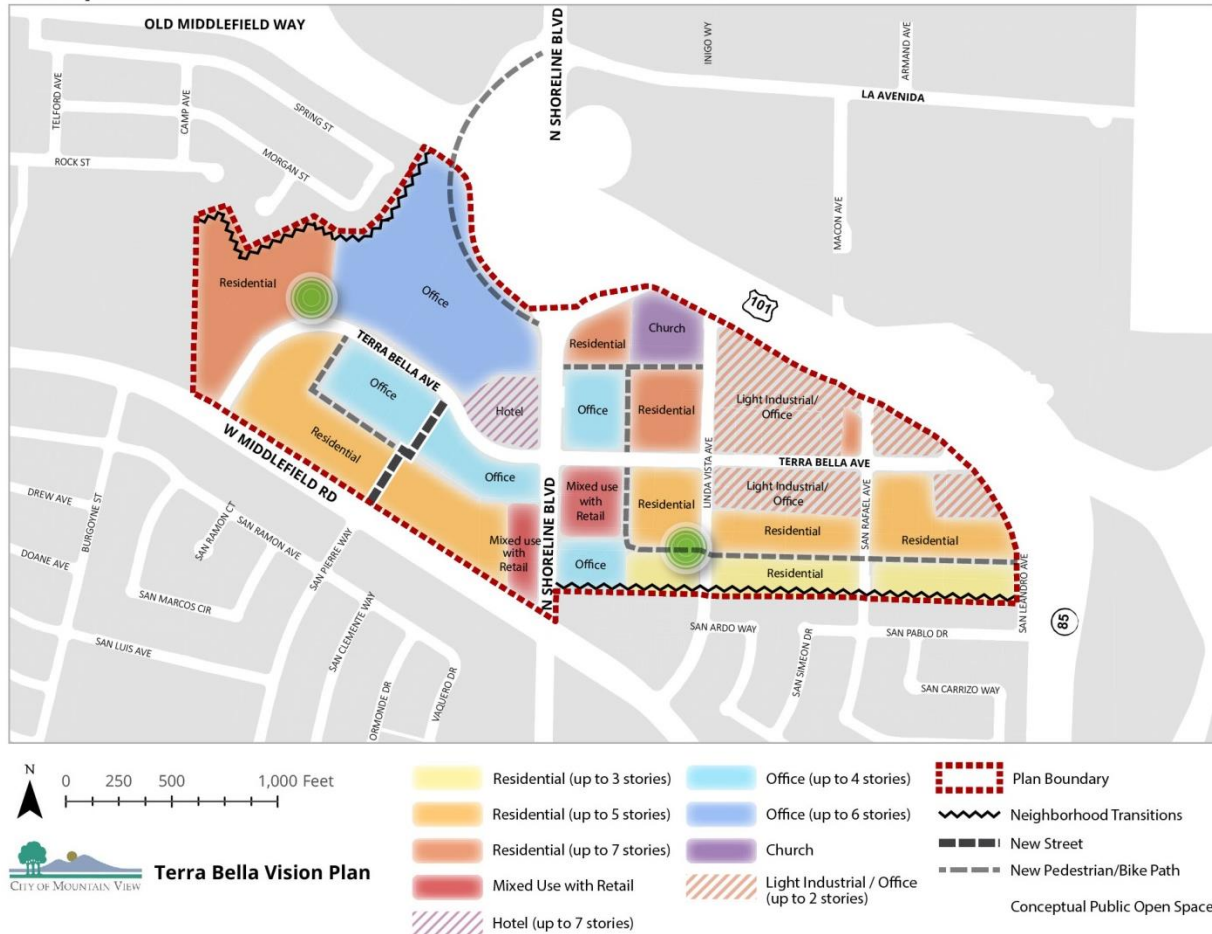 OLD MIDDLEFIELD WAY
N SHORELINE BLVD
INIGO WY
ARMAND AVE
LA AVENIDA
TELFORD AVE
CAMP AVE
SPRING ST
MORGAN ST
ROCK ST
MACON AVE
101
Residential
Office
Church
Residential
TERRA BELLA AVE
Office
Hotel
Office
Residential
Light Industrial/
Office
LINDA VISTA AVE
TERRA BELLA AVE
Residential
W MIDDLEFIELD RD
Office
Mixed use
with
Retail
Residential
Light Industrial/
Office
SAN RAFAEL AVE
Residential
Residential
Mixed use
with
Retail
N SHORELINE BLVD
Office
Residential
SAN LEANDRO AVE
DREW AVE
BURGOYNE ST
SAN RAMON CT
SAN RAMON AVE
DOANE AVE
SAN PIERRE WAY
SAN MARCOS CIR
SAN CLEMENTE WAY
SAN LUIS AVE
ORMONDE DR
VAQUERO DR
SAN ARDO WAY
SAN SIMEON DR
SAN PABLO DR
SAN CARRIZO WAY
85
N
0 250 500 1,000 Feet
CITY OF MOUNTAIN VIEW
Terra Bella Vision Plan
Residential (up to 3 stories)
Residential (up to 5 stories)
Residential (up to 7 stories)
Mixed Use with Retail
Hotel (up to 7 stories)
Office (up to 4 stories)
Office (up to 6 stories)
Church
Light Industrial / Office
(up to 2 stories)
Plan Boundary
Neighborhood Transitions
New Street
New Pedestrian/Bike Path
Conceptual Public Open Space